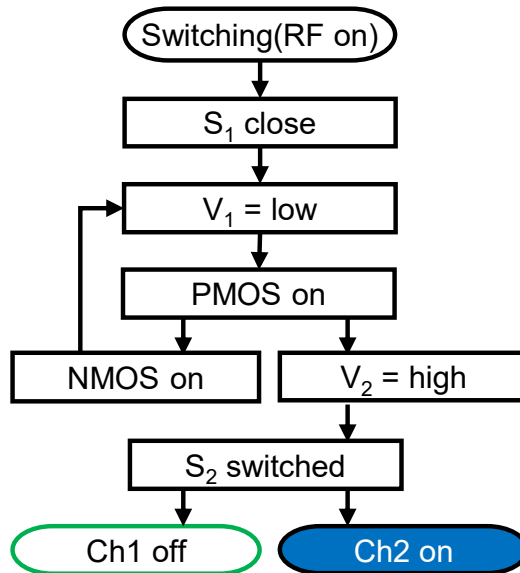 Switching(RF on)
S₁ close
V₁ = low
PMOS on
NMOS on
V₂ = high
S₂ switched
Ch1 off
Ch2 on